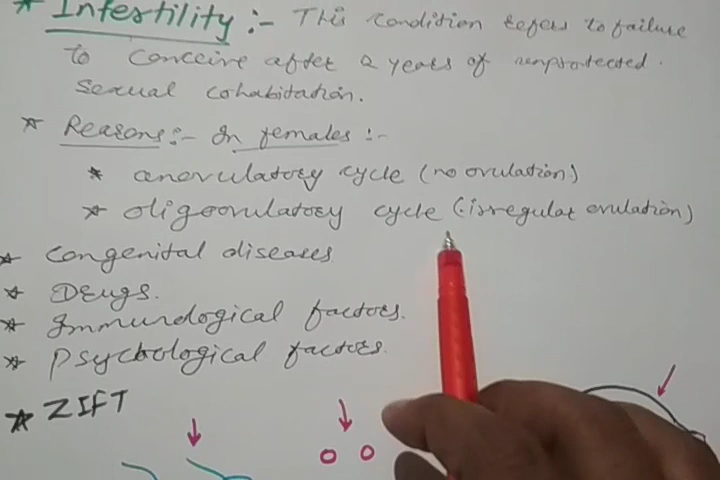 * Infertility :- This condition refers to failure
to conceive after 2 years of unprotected.
sexual cohabitation.
* Reasons:- In females :-
* anovulatory cycle (no ovulation)
* oligoovulatory cycle (irregular ovulation)
* Congenital diseases
* Drugs.
* Immunological factors.
* Psychological factors.
* ZIFT